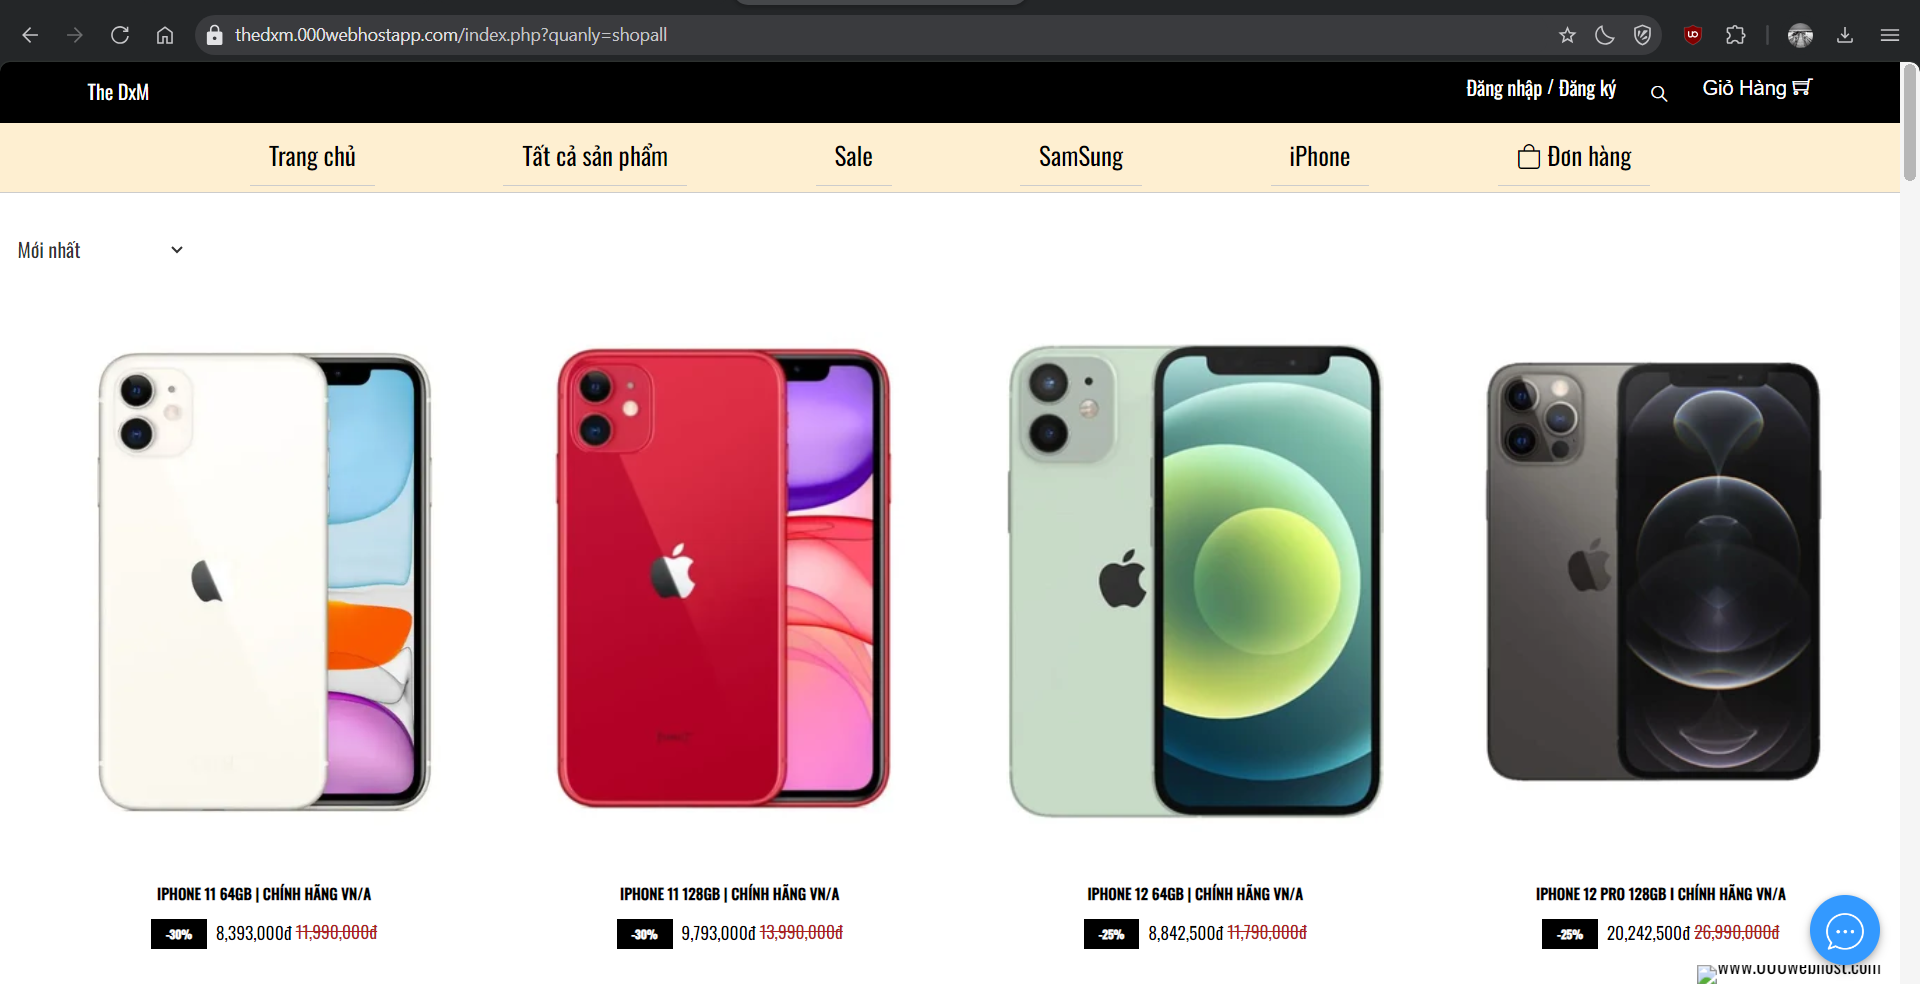 thedxm.000webhostapp.com/index.php?quanly=shopall
The DxM
Đăng nhập / Đăng ký
Giỏ Hàng
Trang chủ
Tất cả sản phẩm
Sale
SamSung
iPhone
Đơn hàng
Mới nhất
IPHONE 11 64GB | CHÍNH HÃNG VN/A
-30% 8,393,000đ 11,990,000đ
IPHONE 11 128GB | CHÍNH HÃNG VN/A
-30% 9,793,000đ 13,990,000đ
IPHONE 12 64GB | CHÍNH HÃNG VN/A
-25% 8,842,500đ 11,790,000đ
IPHONE 12 PRO 128GB I CHÍNH HÃNG VN/A
-25% 20,242,500đ 26,990,000đ
www.000webhost.com